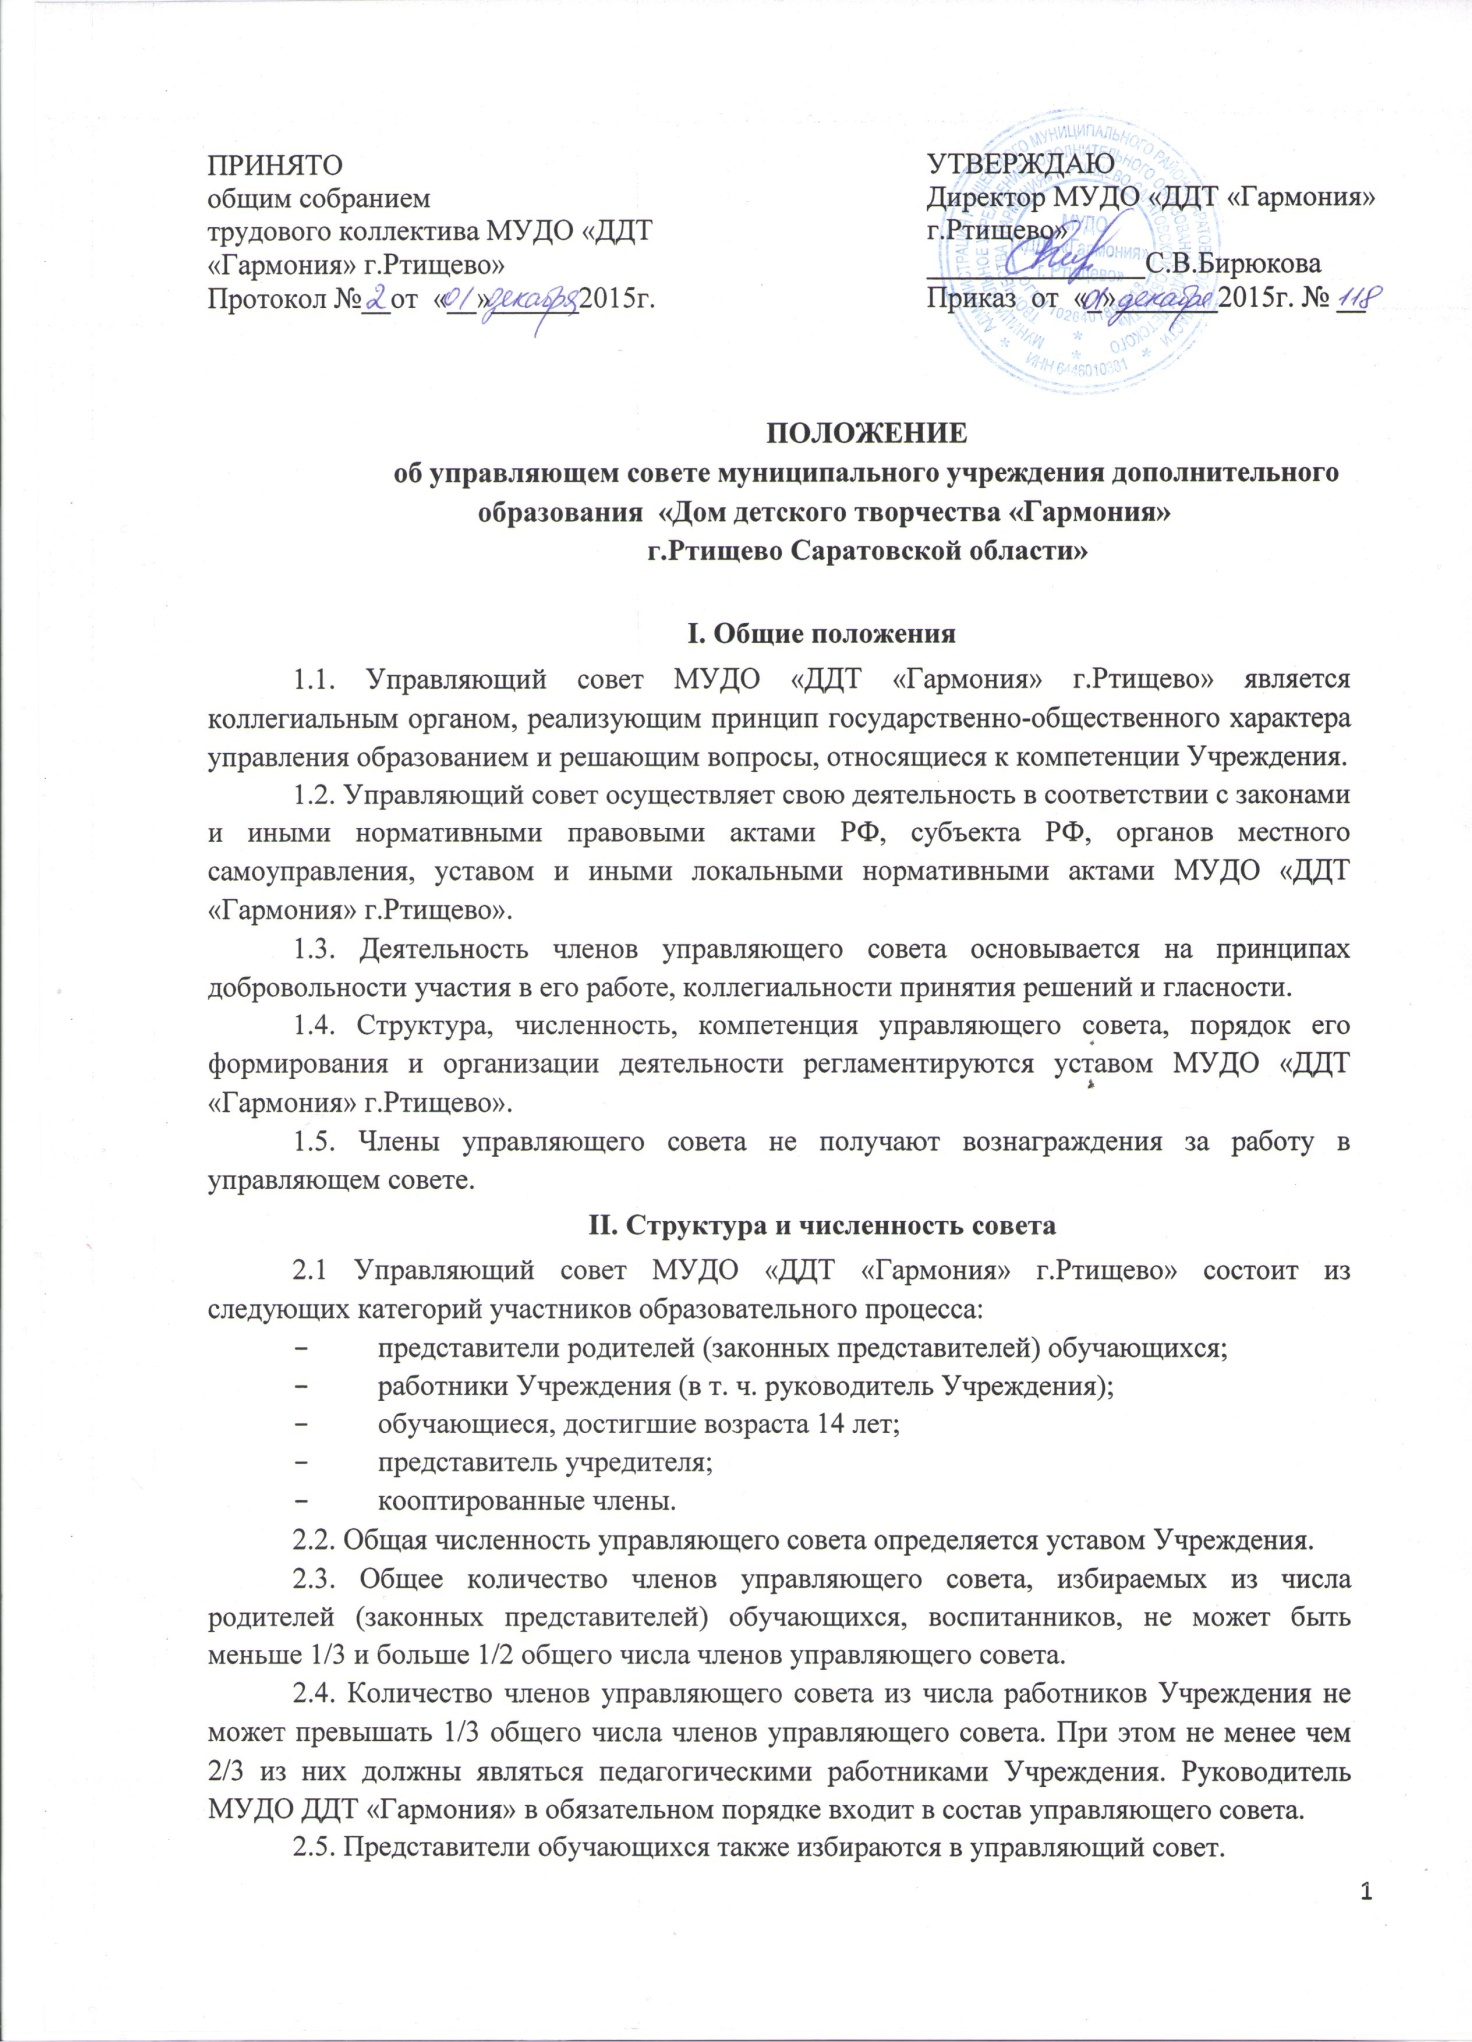 ПРИНЯТО
общим собранием
трудового коллектива МУДО «ДДТ
«Гармония» г.Ртищево»
Протокол № 2 от «01» декабря 2015г.
УТВЕРЖДАЮ
Директор МУДО «ДДТ «Гармония»
г.Ртищево»
С.В.Бирюкова
Приказ от «01» декабря 2015г. № 118
МУДО
«Гармония»
г. Ртищево»
ИНН 6446010301
ПОЛОЖЕНИЕ
об управляющем совете муниципального учреждения дополнительного
образования «Дом детского творчества «Гармония»
г.Ртищево Саратовской области»
I. Общие положения
1.1. Управляющий совет МУДО «ДДТ «Гармония» г.Ртищево» является
коллегиальным органом, реализующим принцип государственно-общественного характера
управления образованием и решающим вопросы, относящиеся к компетенции Учреждения.
1.2. Управляющий совет осуществляет свою деятельность в соответствии с законами
и иными нормативными правовыми актами РФ, субъекта РФ, органов местного
самоуправления, уставом и иными локальными нормативными актами МУДО «ДДТ
«Гармония» г.Ртищево».
1.3. Деятельность членов управляющего совета основывается на принципах
добровольности участия в его работе, коллегиальности принятия решений и гласности.
1.4. Структура, численность, компетенция управляющего совета, порядок его
формирования и организации деятельности регламентируются уставом МУДО «ДДТ
«Гармония» г.Ртищево».
1.5. Члены управляющего совета не получают вознаграждения за работу в
управляющем совете.
II. Структура и численность совета
2.1 Управляющий совет МУДО «ДДТ «Гармония» г.Ртищево» состоит из
следующих категорий участников образовательного процесса:
− представители родителей (законных представителей) обучающихся;
− работники Учреждения (в т. ч. руководитель Учреждения);
− обучающиеся, достигшие возраста 14 лет;
− представитель учредителя;
− кооптированные члены.
2.2. Общая численность управляющего совета определяется уставом Учреждения.
2.3. Общее количество членов управляющего совета, избираемых из числа
родителей (законных представителей) обучающихся, воспитанников, не может быть
меньше 1/3 и больше 1/2 общего числа членов управляющего совета.
2.4. Количество членов управляющего совета из числа работников Учреждения не
может превышать 1/3 общего числа членов управляющего совета. При этом не менее чем
2/3 из них должны являться педагогическими работниками Учреждения. Руководитель
МУДО ДДТ «Гармония» в обязательном порядке входит в состав управляющего совета.
2.5. Представители обучающихся также избираются в управляющий совет.
1